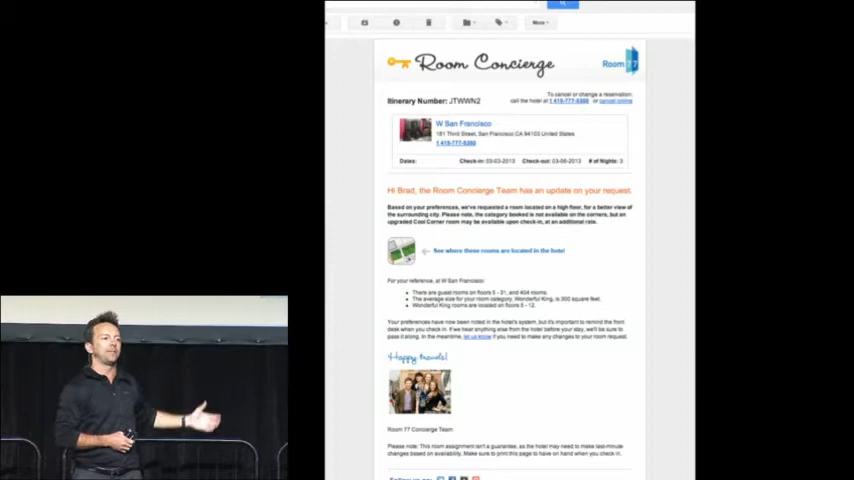 More
Room Concierge
Room 77
To cancel or change a reservation:
Itinerary Number: JTWWN2
call the hotel at 1 415-777-5300 or cancel online
W San Francisco
181 Third Street, San Francisco CA 94103 United States
1 415-777-5300
Dates: Check-in: 03-03-2013 Check-out: 03-06-2013 # of Nights: 3
Hi Brad, the Room Concierge Team has an update on your request.
Based on your preferences, we've requested a room located on a high floor, for a better view of
the surrounding city. Please note, the category booked is not available on the corners, but an
upgraded Cool Corner room may be available upon check-in, at an additional rate.
See where these rooms are located in the hotel
For your reference, at W San Francisco:
There are guest rooms on floors 5 - 31, and 404 rooms.
The average size for your room category, Wonderful King, is 300 square feet.
Wonderful King rooms are located on floors 5 - 12.
Your preferences have now been noted in the hotel's system, but it's important to remind the front
desk when you check in. If we hear anything else from the hotel before your stay, we'll be sure to
pass it along. In the meantime, let us know if you need to make any changes to your room request.
Happy travels!
Room 77 Concierge Team
Please note: This room assignment isn't a guarantee, as the hotel may need to make last-minute
changes based on availability. Make sure to print this page to have on hand when you check in.
Follow us on: